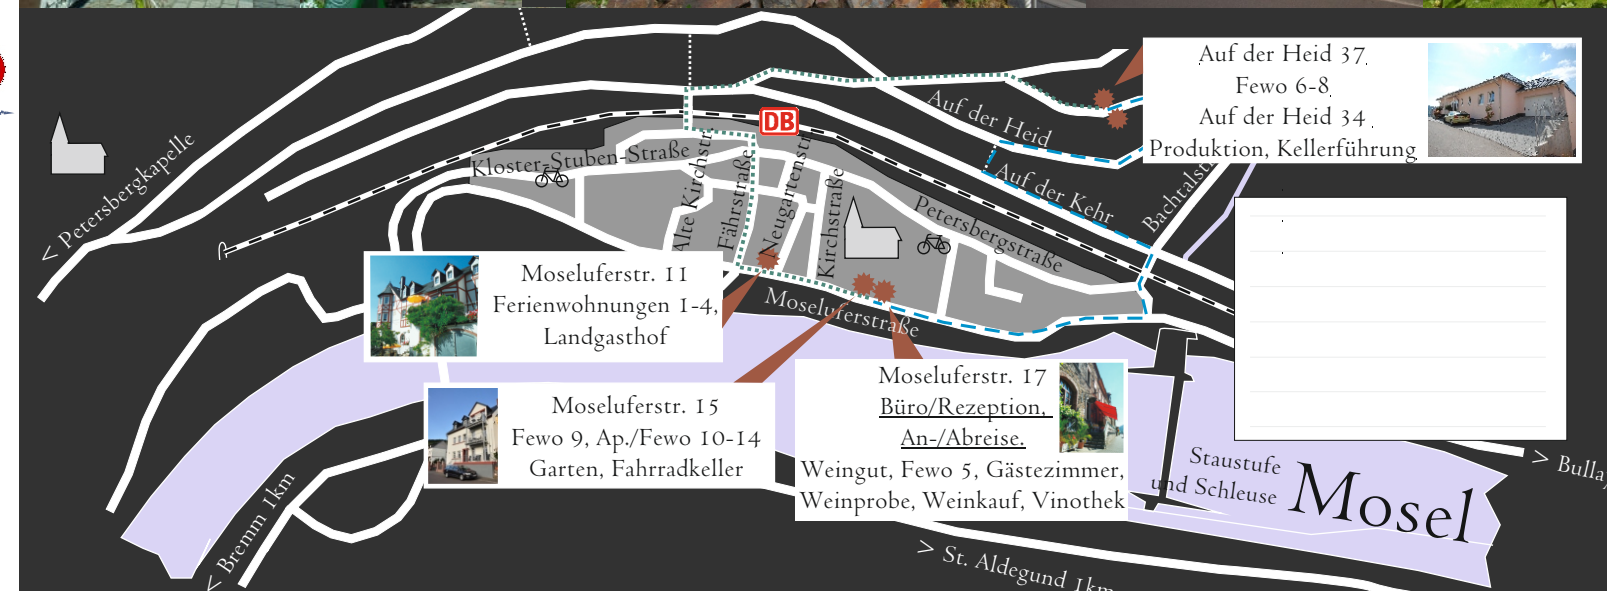 Auf der Heid 37
Fewo 6-8
Auf der Heid 34
Produktion, Kellerführung
DB
Auf der Heid
Auf der Kehr
Kloster-Stuben-Straße
Alte Kirchstr
Fährstraße
Neugartenstr
Kirchstraße
Petersbergstraße
< Petersbergkapelle
Moseluferstraße
Moseluferstr. 11
Ferienwohnungen 1-4,
Landgasthof
Moseluferstr. 15
Fewo 9, Ap./Fewo 10-14
Garten, Fahrradkeller
Moseluferstr. 17
Büro/Rezeption,
An-/Abreise.
Weingut, Fewo 5, Gästezimmer,
Weinprobe, Weinkauf, Vinothek
Staustufe
und Schleuse
Mosel
< Bremm 1km
> St. Aldegund 1km